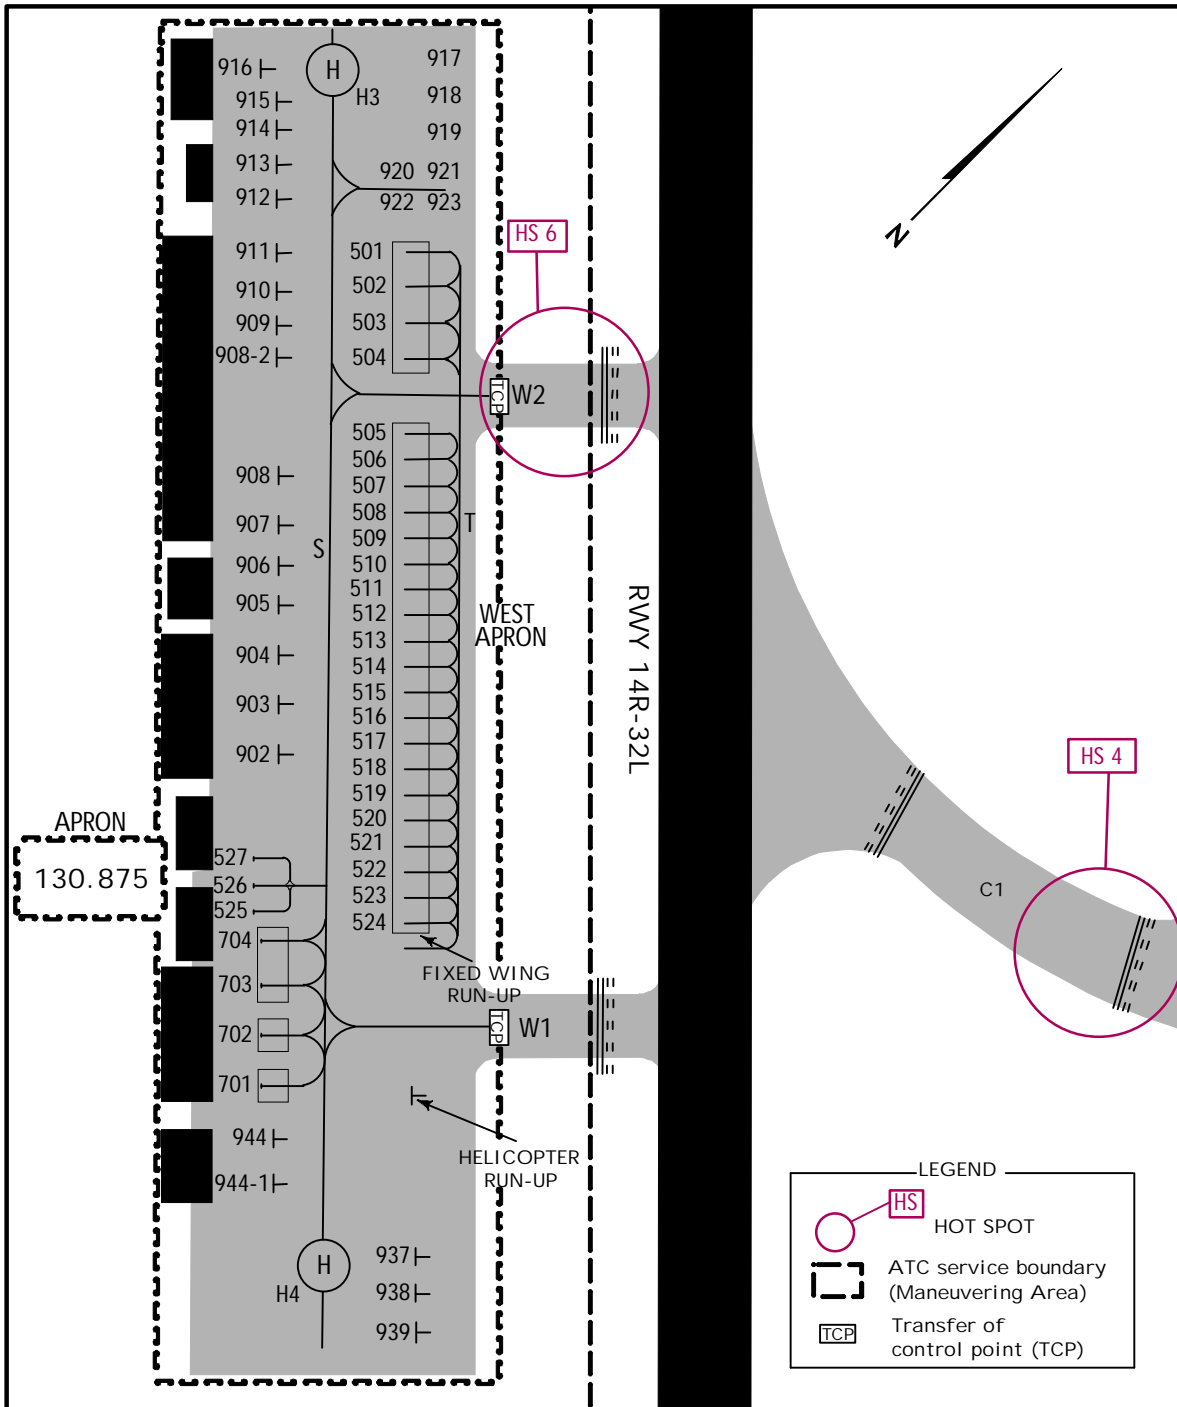 916
H
917
915
H3
918
914
919
913
920 921
912
922 923
HS 6
N
911
501
910
502
909
503
908-2
504
TCP
W2
505
506
908
507
508
907
T
509
S
906
510
511
905
512
WEST
APRON
RWY 14R-32L
513
904
514
515
903
516
517
902
518
HS 4
519
APRON
520
130.875
527
521
526
522
525
523
C1
704
524
FIXED WING
RUN-UP
703
702
TCP
W1
701
944
HELICOPTER
RUN-UP
944-1
H
H4
937
938
939
LEGEND
HS
HOT SPOT
ATC service boundary
(Maneuvering Area)
TCP
Transfer of
control point (TCP)